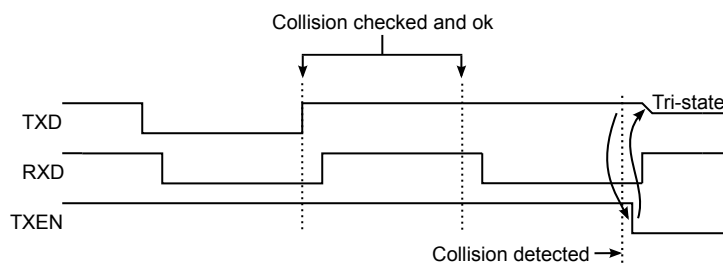 Collision checked and ok
TXD
Tri-state
RXD
TXEN
Collision detected